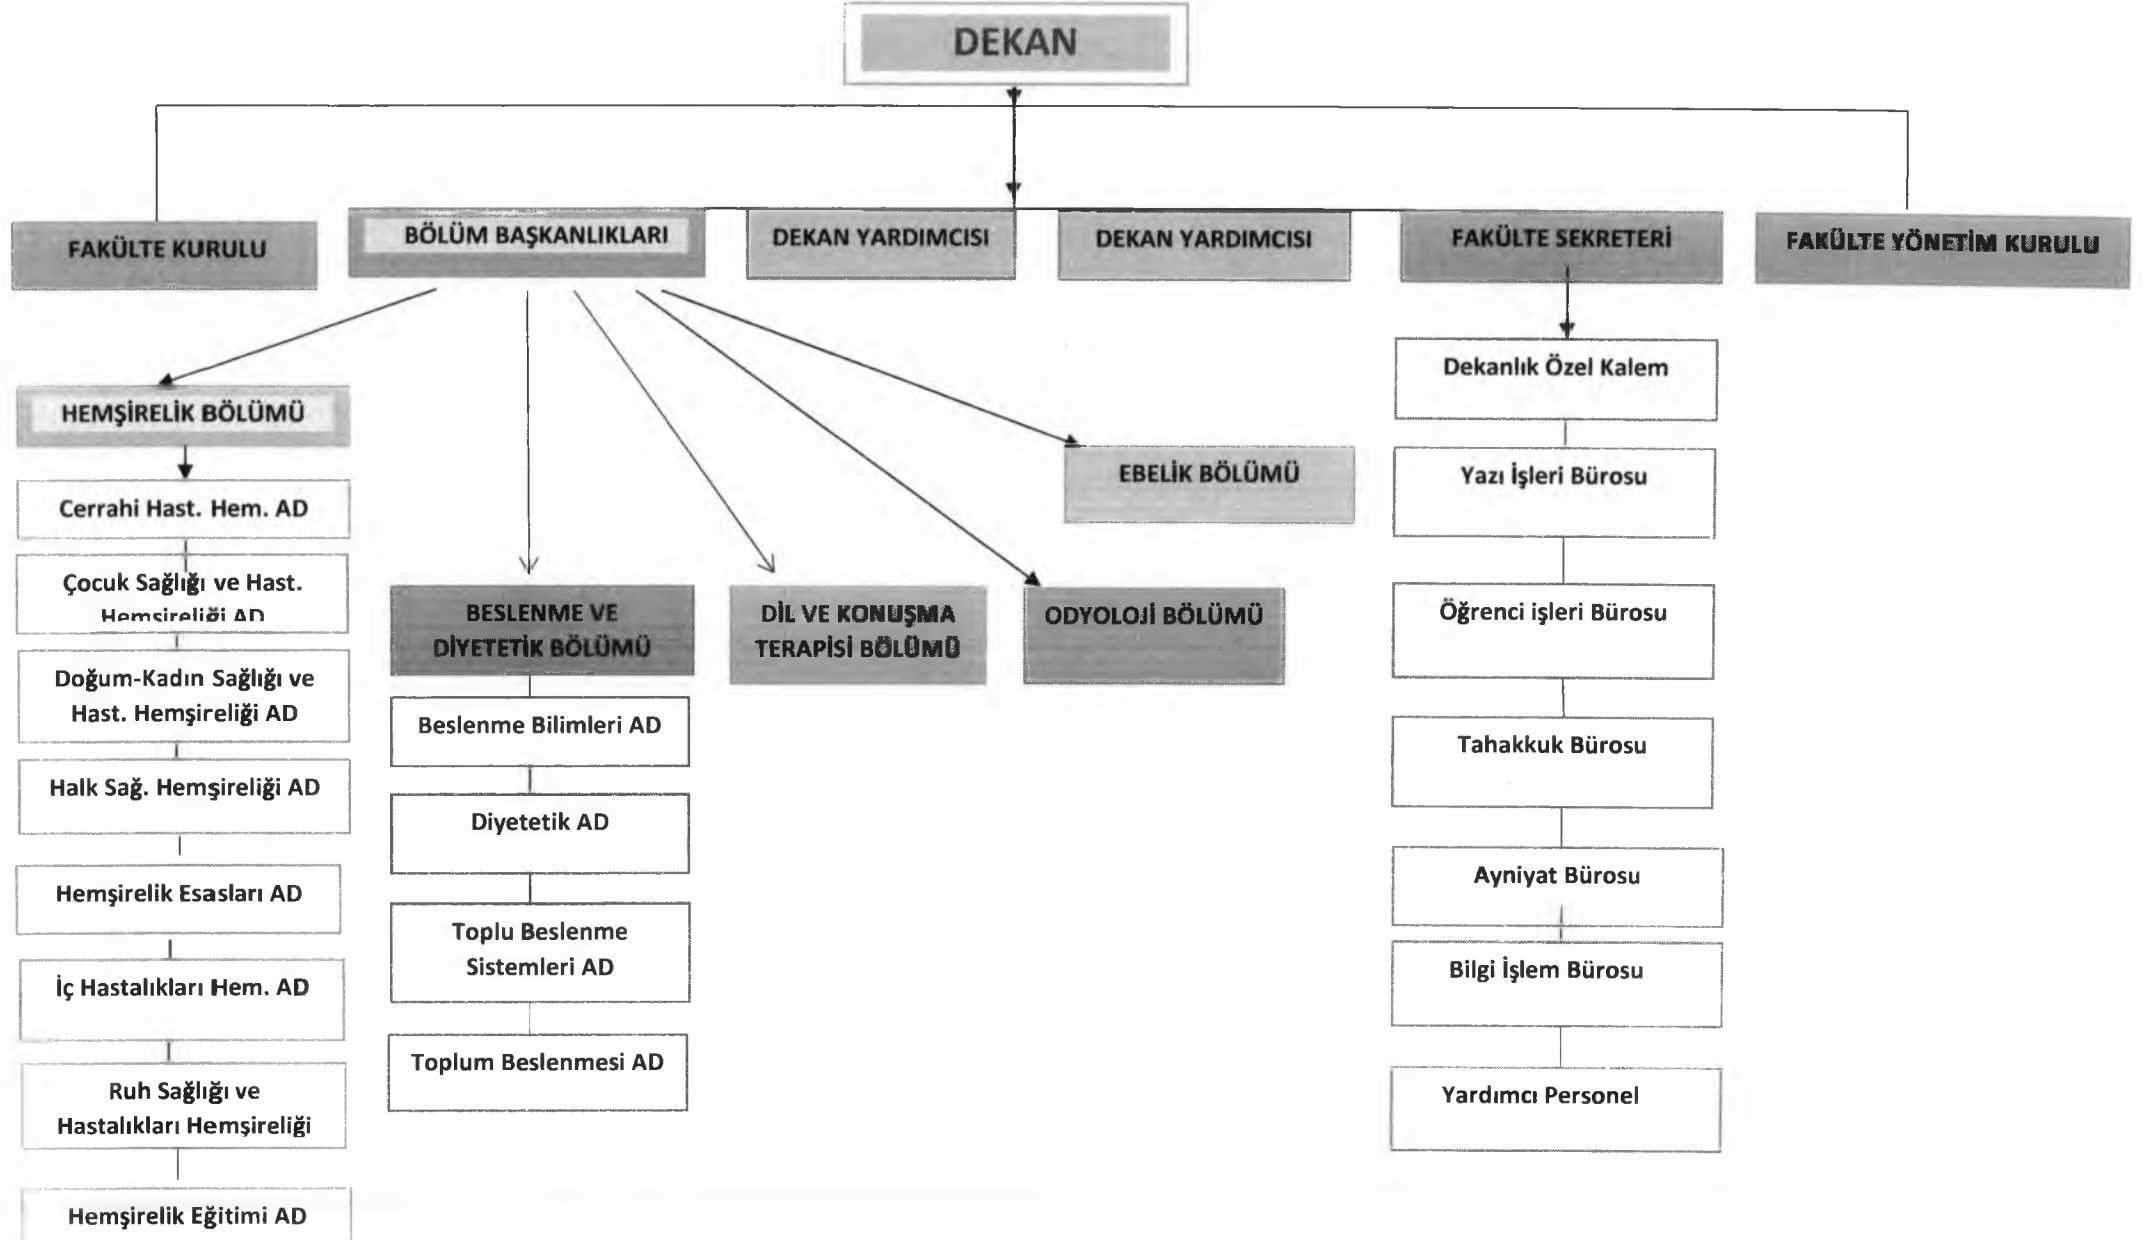 DEKAN
FAKÜLTE KURULU
BÖLÜM BAŞKANLIKLARI
DEKAN YARDIMCISI
DEKAN YARDIMCISI
FAKÜLTE SEKRETERİ
FAKÜLTE YÖNETİM KURULU
HEMŞİRELİK BÖLÜMÜ
Cerrahi Hast. Hem. AD
Çocuk Sağlığı ve Hast.
Hemşireliği AD
Doğum-Kadın Sağlığı ve
Hast. Hemşireliği AD
Halk Sağ. Hemşireliği AD
Hemşirelik Esasları AD
İç Hastalıkları Hem. AD
Ruh Sağlığı ve
Hastalıkları Hemşireliği
Hemşirelik Eğitimi AD
BESLENME VE
DİYETETİK BÖLÜMÜ
Beslenme Bilimleri AD
Diyetetik AD
Toplu Beslenme
Sistemleri AD
Toplum Beslenmesi AD
DİL VE KONUŞMA
TERAPİSİ BÖLÜMÜ
ODYOLOJİ BÖLÜMÜ
EBELİK BÖLÜMÜ
Dekanlık Özel Kalem
Yazı İşleri Bürosu
Öğrenci işleri Bürosu
Tahakkuk Bürosu
Ayniyat Bürosu
Bilgi İşlem Bürosu
Yardımcı Personel